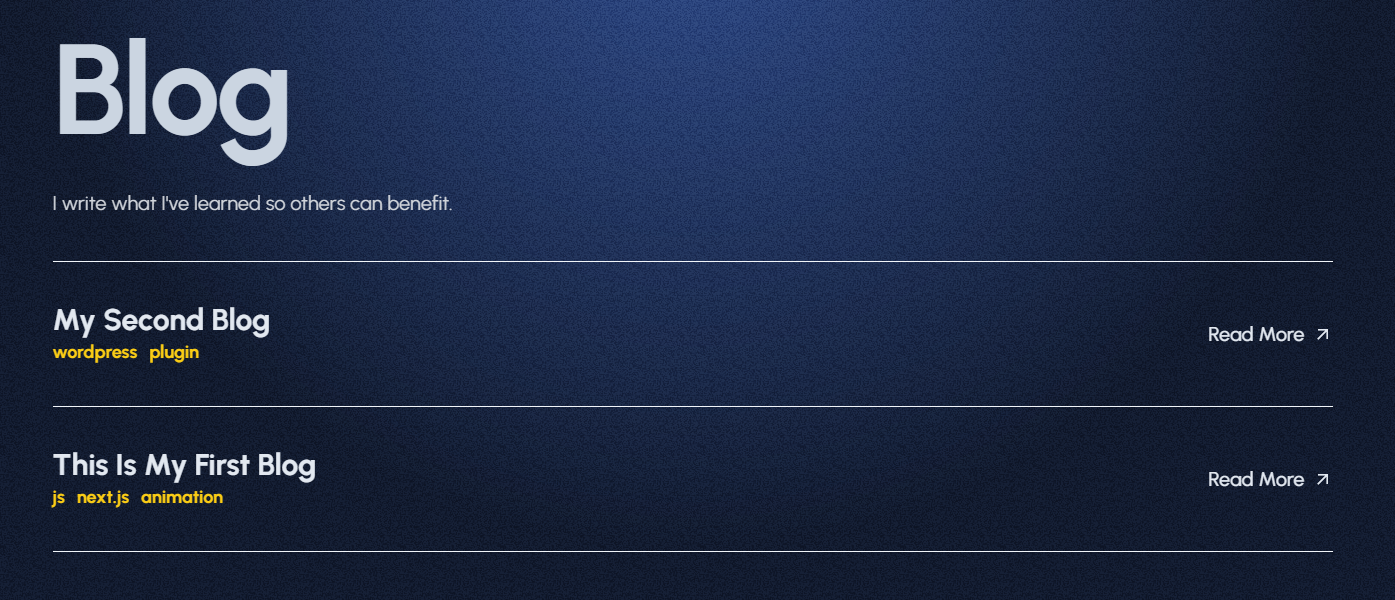 Blog
I write what I've learned so others can benefit.
My Second Blog
wordpress plugin
Read More
This Is My First Blog
js next.js animation
Read More